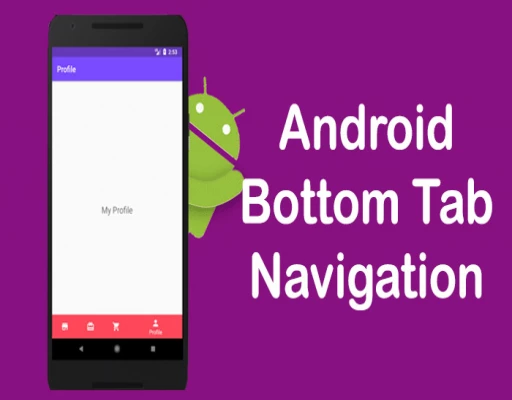 2:53
Profile
My Profile
Profile
Android
Bottom Tab
Navigation